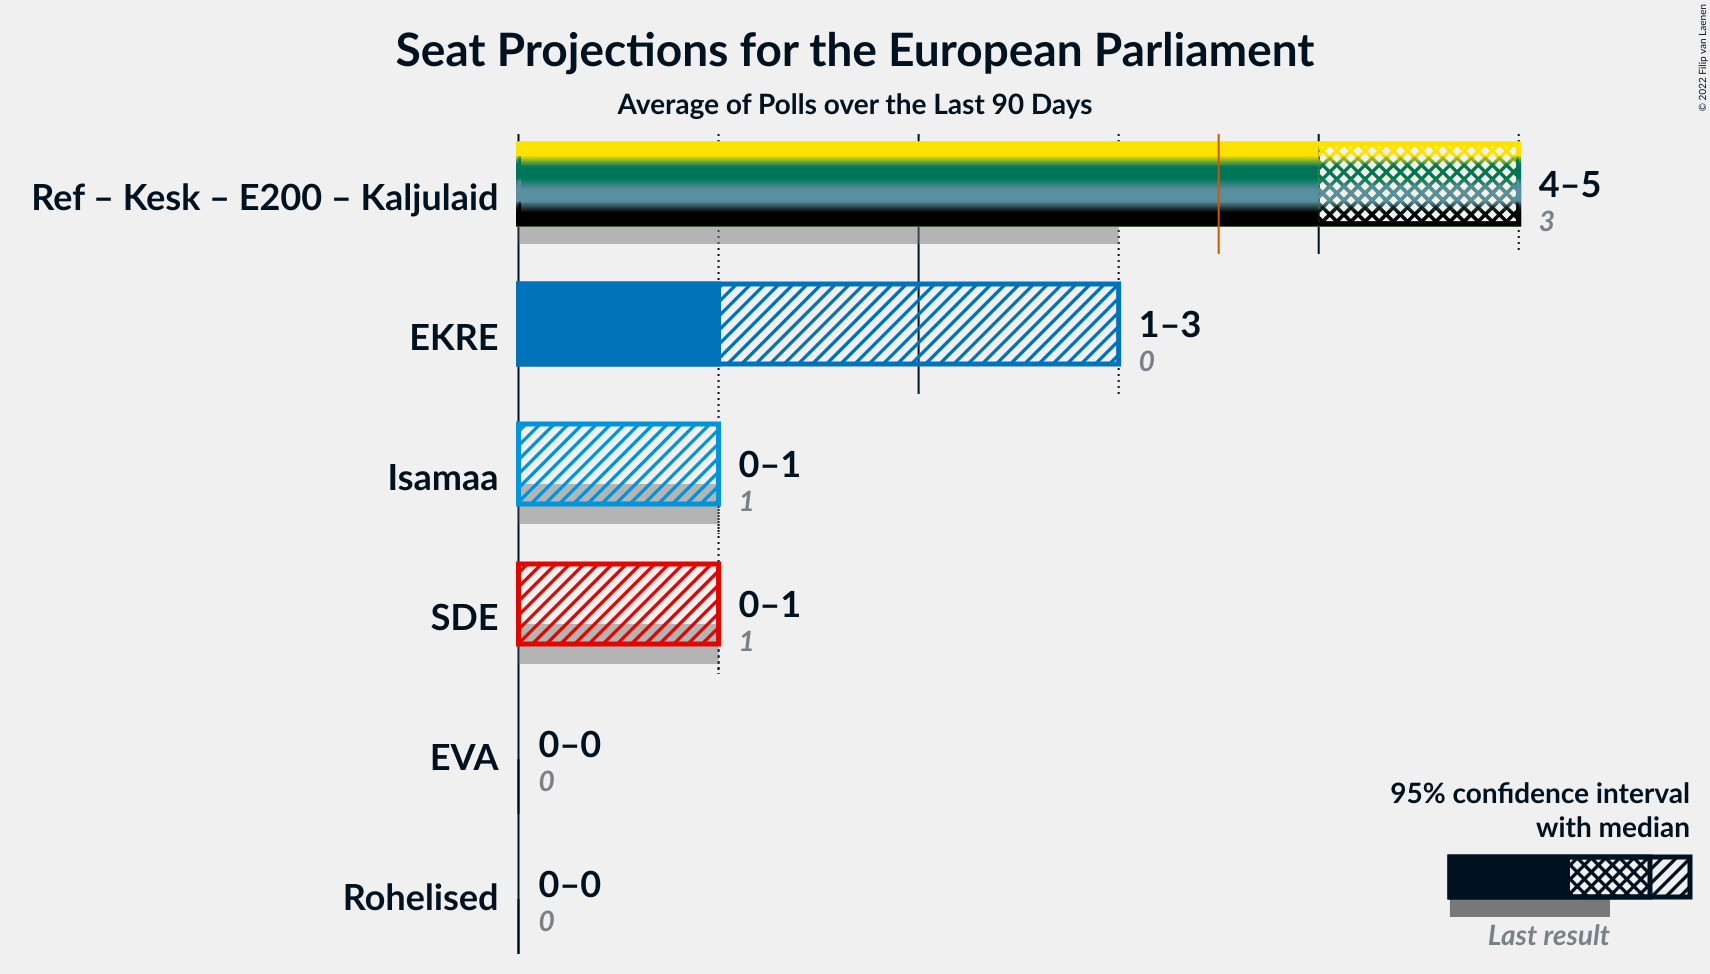 Seat Projections for the European Parliament
Average of Polls over the Last 90 Days
© 2022 Filip van Laenen
Ref – Kesk – E200 – Kaljulaid
4–5
3
EKRE
1–3
0
Isamaa
0–1
1
SDE
0–1
1
EVA
0–0
0
Rohelised
0–0
0
95% confidence interval
with median
Last result